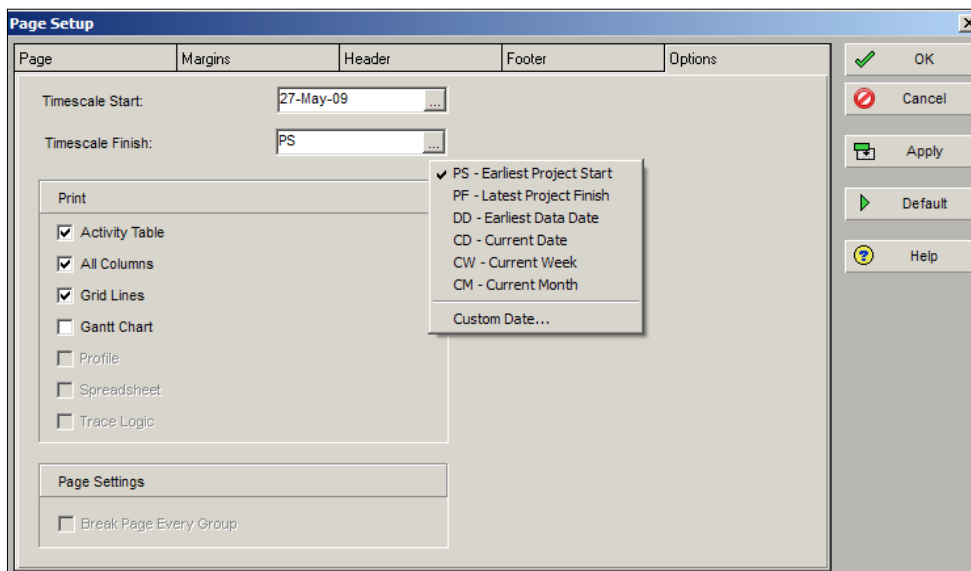 Page Setup
Page Margins Header Footer Options
Timescale Start: 27-May-09 ...
Timescale Finish: PS ...
PS - Earliest Project Start
PF - Latest Project Finish
DD - Earliest Data Date
CD - Current Date
CW - Current Week
CM - Current Month
Custom Date...
Print
Activity Table
All Columns
Grid Lines
Gantt Chart
Profile
Spreadsheet
Trace Logic
Page Settings
Break Page Every Group
OK
Cancel
Apply
Default
Help